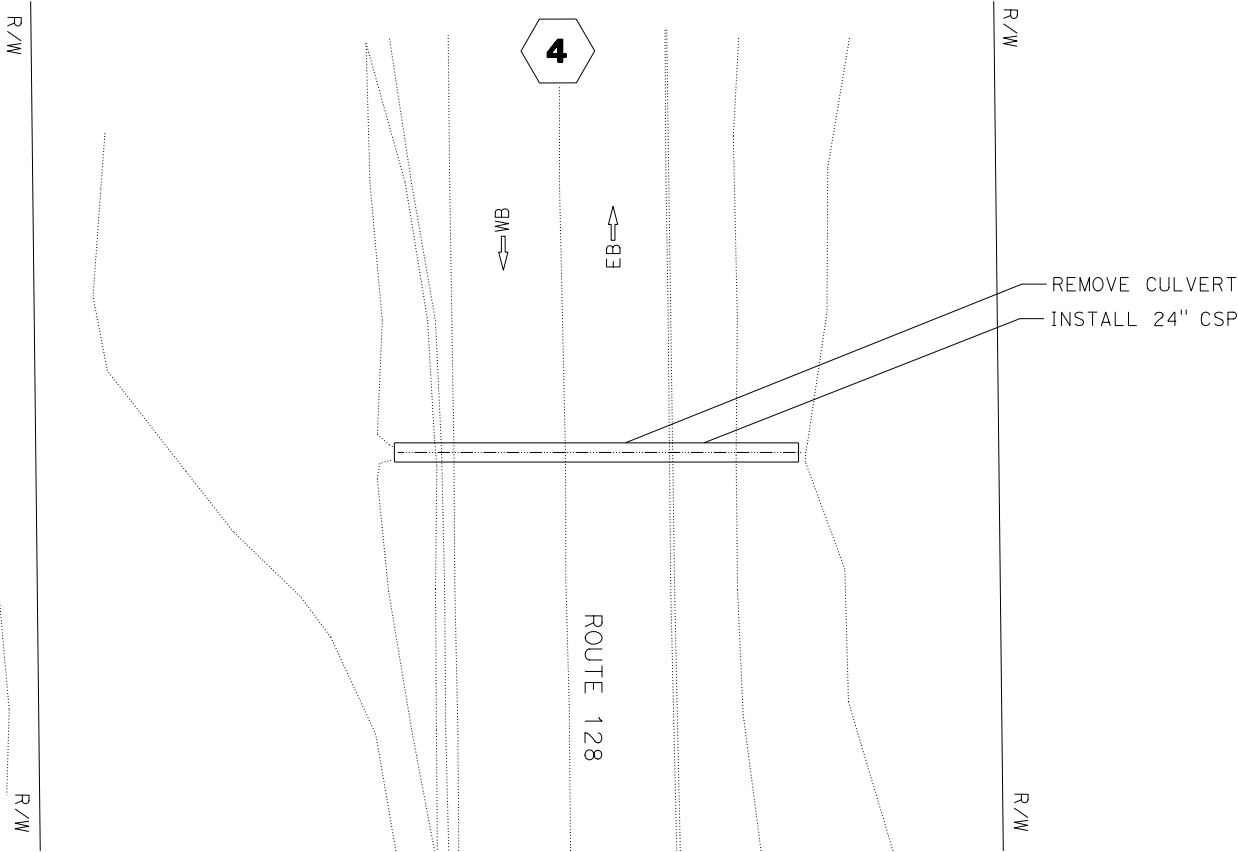 R/W
4
R/W
WB
EB
REMOVE CULVERT
INSTALL 24" CSP
ROUTE 128
R/W
R/W